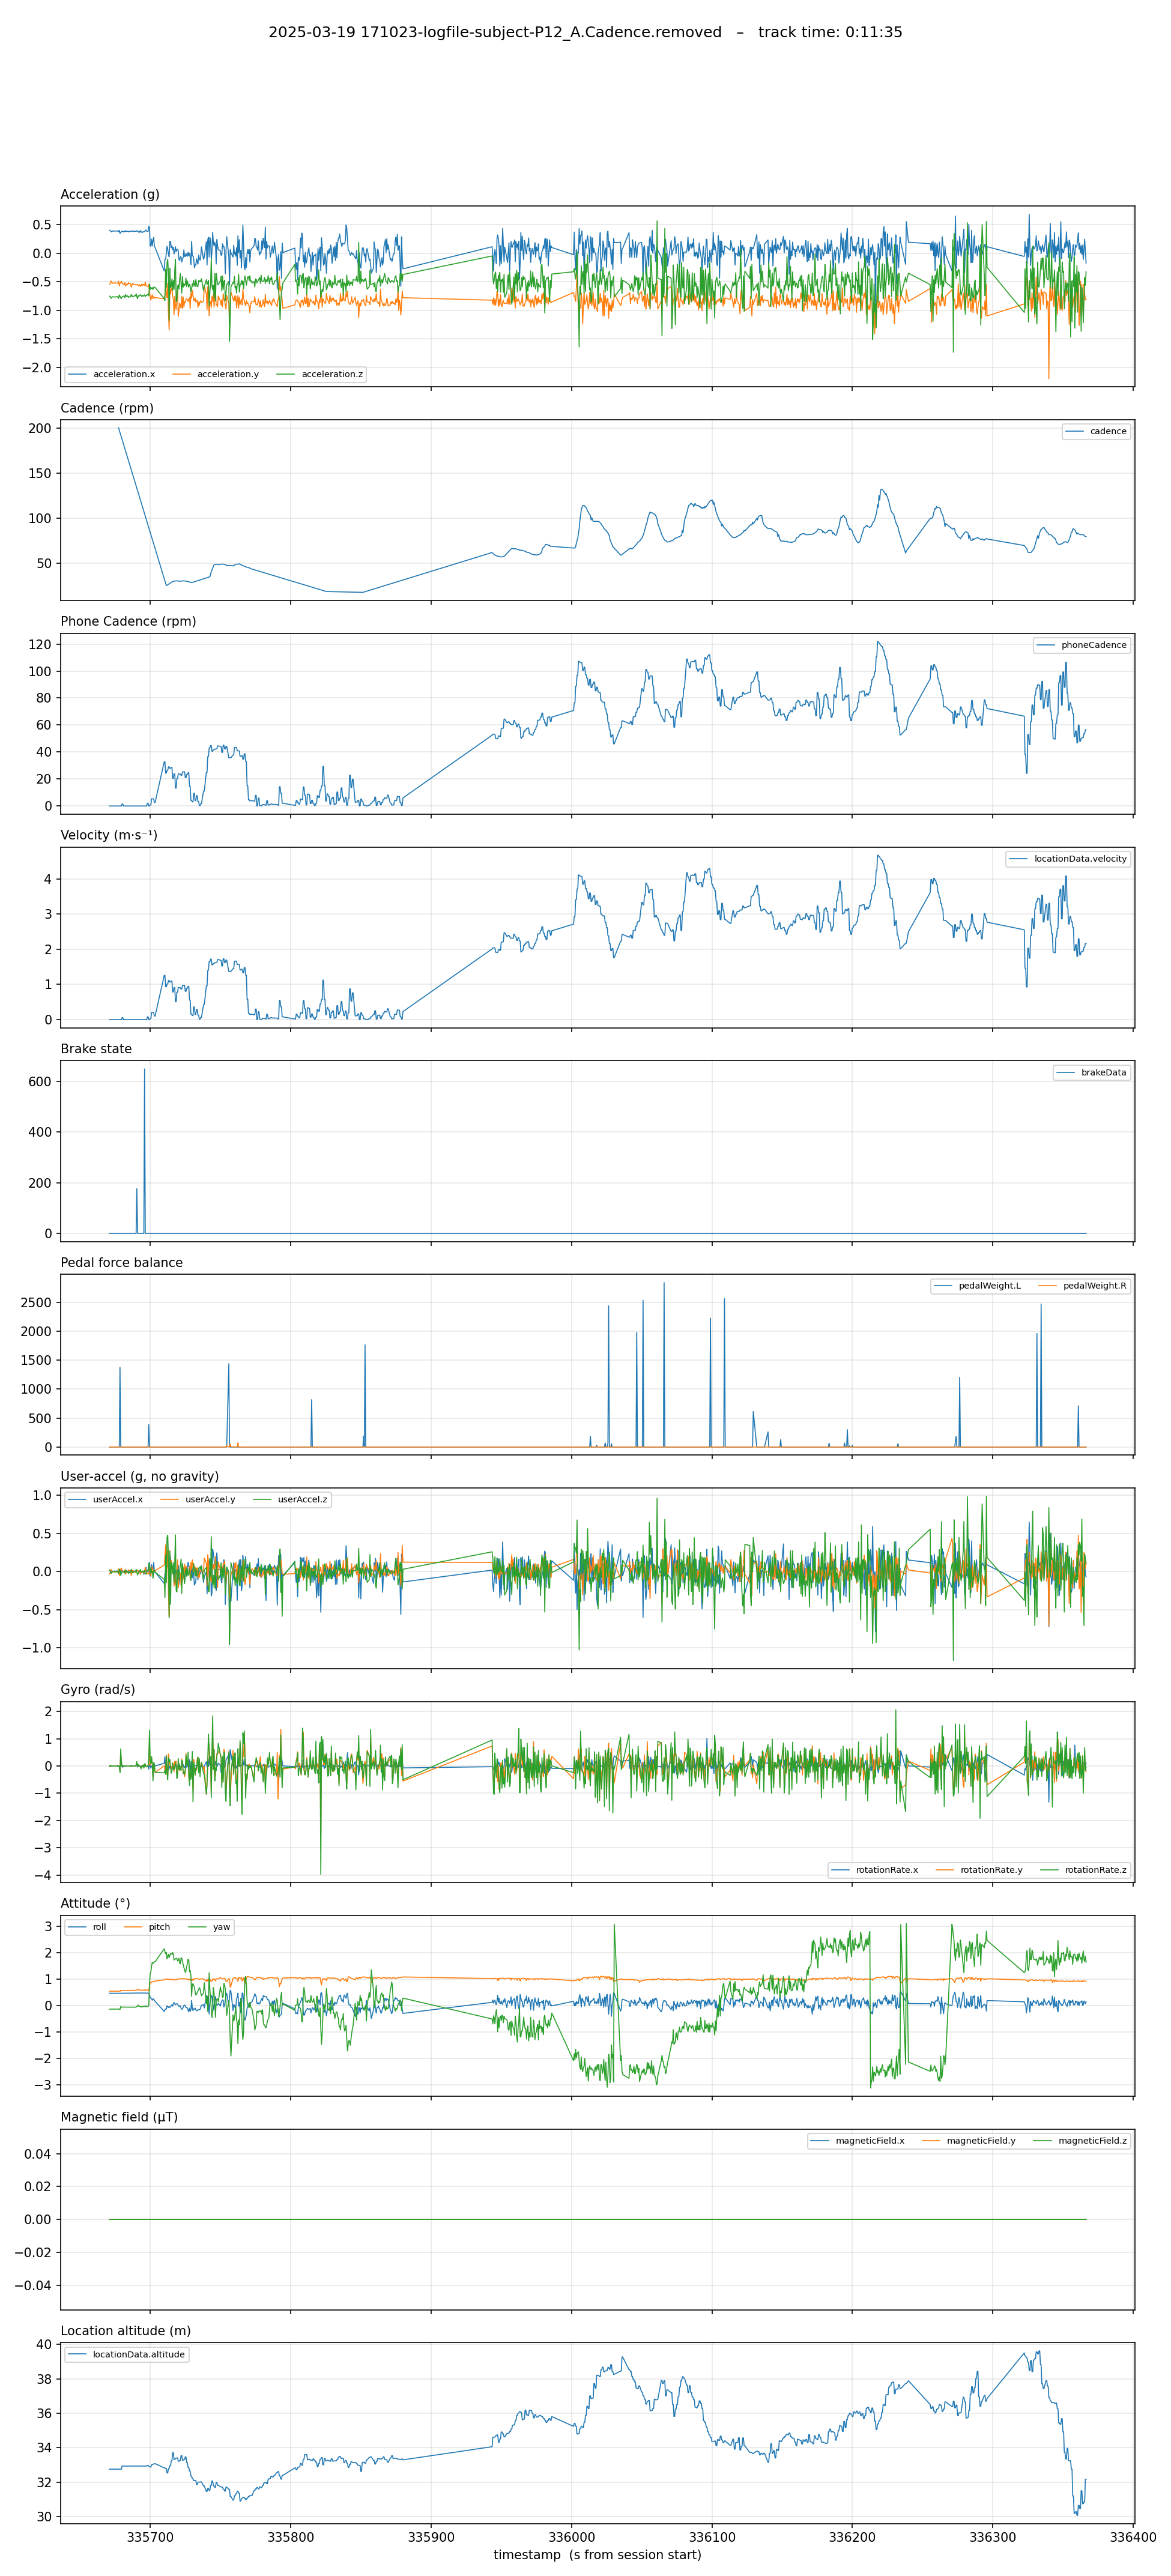 2025-03-19 171023-logfile-subject-P12_A.Cadence.removed – track time: 0:11:35
Acceleration (g)
0.5
0.0
−0.5
−1.0
−1.5
−2.0
acceleration.x acceleration.y acceleration.z
Cadence (rpm)
200
150
100
50
cadence
Phone Cadence (rpm)
120
100
80
60
40
20
0
phoneCadence
Velocity (m·s⁻¹)
4
3
2
1
0
locationData.velocity
Brake state
600
400
200
0
brakeData
Pedal force balance
2500
2000
1500
1000
500
0
pedalWeight.L pedalWeight.R
User-accel (g, no gravity)
1.0
0.5
0.0
−0.5
−1.0
userAccel.x userAccel.y userAccel.z
Gyro (rad/s)
2
1
0
−1
−2
−3
−4
rotationRate.x rotationRate.y rotationRate.z
Attitude (°)
3
2
1
0
−1
−2
−3
roll pitch yaw
Magnetic field (μT)
0.04
0.02
0.00
−0.02
−0.04
magneticField.x magneticField.y magneticField.z
Location altitude (m)
40
38
36
34
32
30
locationData.altitude
335700 335800 335900 336000 336100 336200 336300 336400
timestamp (s from session start)